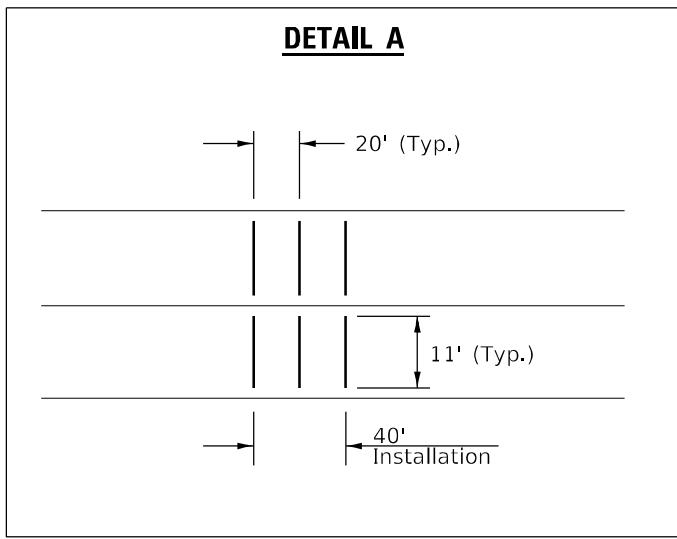 DETAIL A
20' (Typ.)
11' (Typ.)
40'
Installation